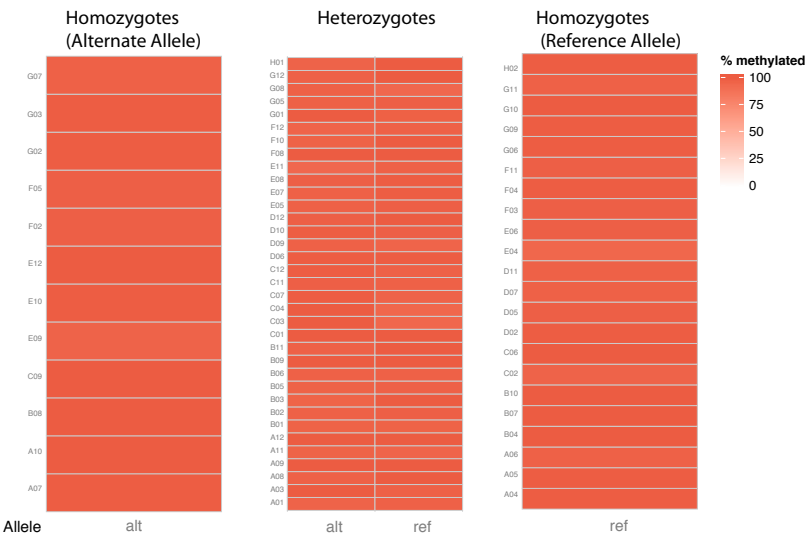 Homozygotes
(Alternate Allele)
Heterozygotes
Homozygotes
(Reference Allele)
% methylated
100
75
50
25
0
G07
G03
G02
F05
F02
E12
E10
E09
C09
B08
A10
A07
H01
G12
G08
G05
G01
F12
F10
F08
E11
E08
E07
E05
D12
D10
D09
D06
C12
C11
C07
C04
C03
C01
B11
B09
B06
B05
B03
B02
B01
A12
A11
A09
A08
A03
A01
H02
G11
G10
G09
G06
F11
F04
F03
E06
E04
D11
D07
D05
D02
C06
C02
B10
B07
B04
A06
A05
A04
Allele
alt
alt
ref
ref